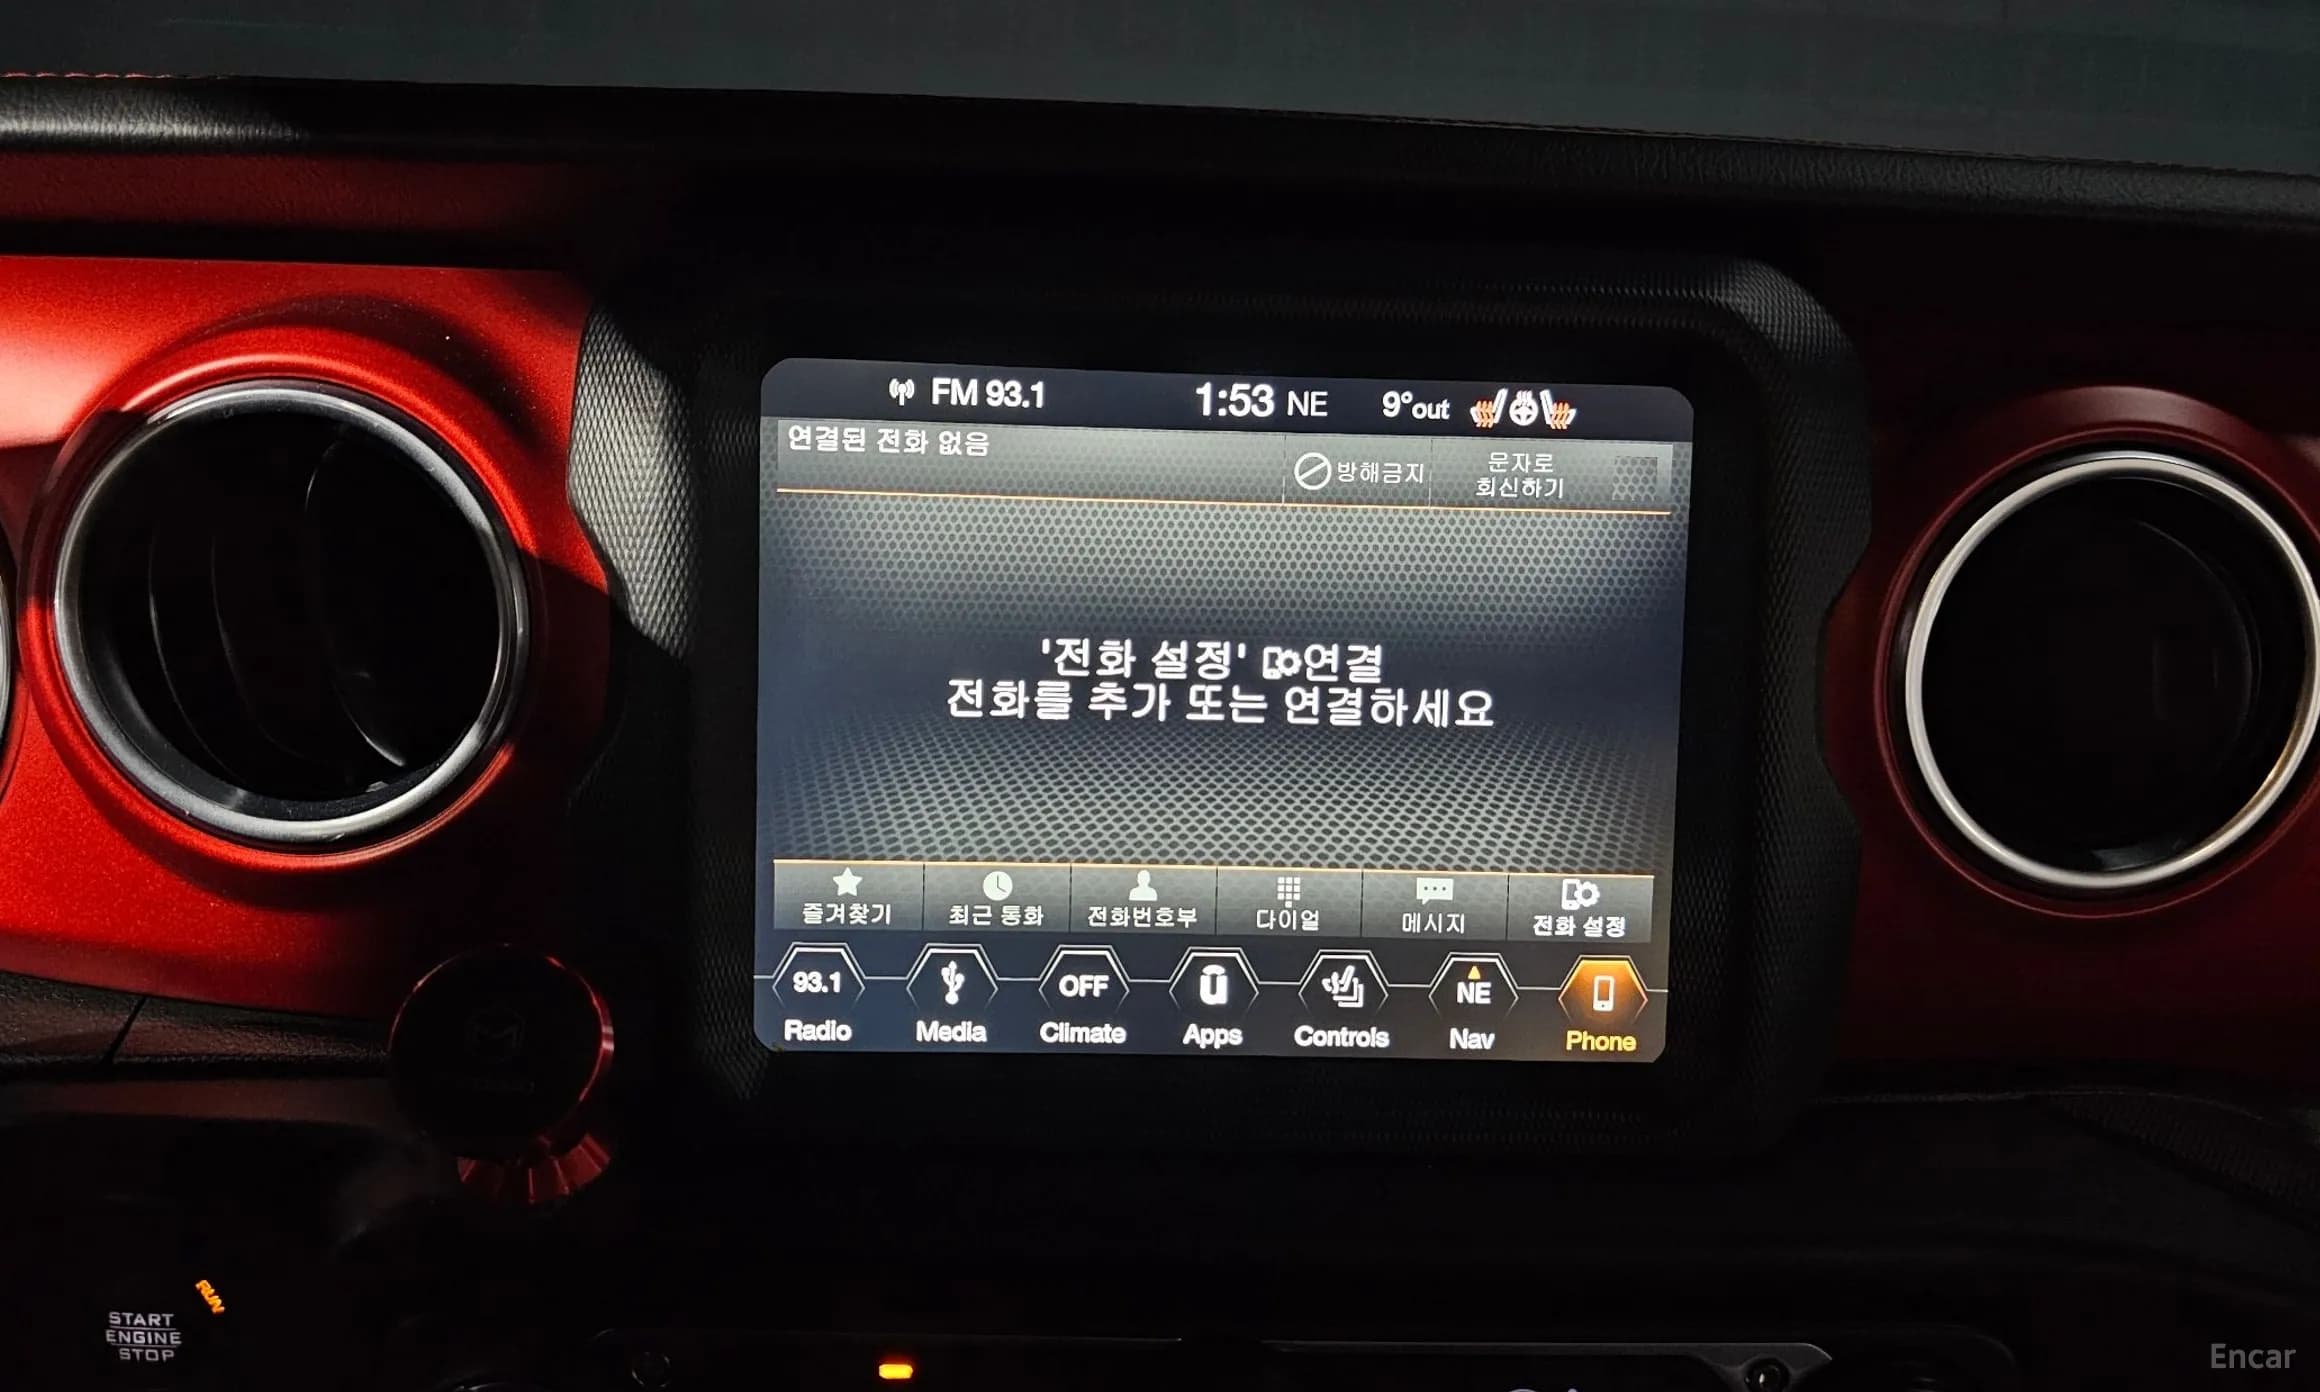 FM 93.1 1:53 NE 9°out
연결된 전화 없음
방해금지
문자로
회신하기
'전화 설정' 연결
전화를 추가 또는 연결하세요
즐겨찾기 최근 통화 전화번호부 다이얼 메시지 전화 설정
93.1 OFF NE
Radio Media Climate Apps Controls Nav Phone
RUN
START
ENGINE
STOP
Encar